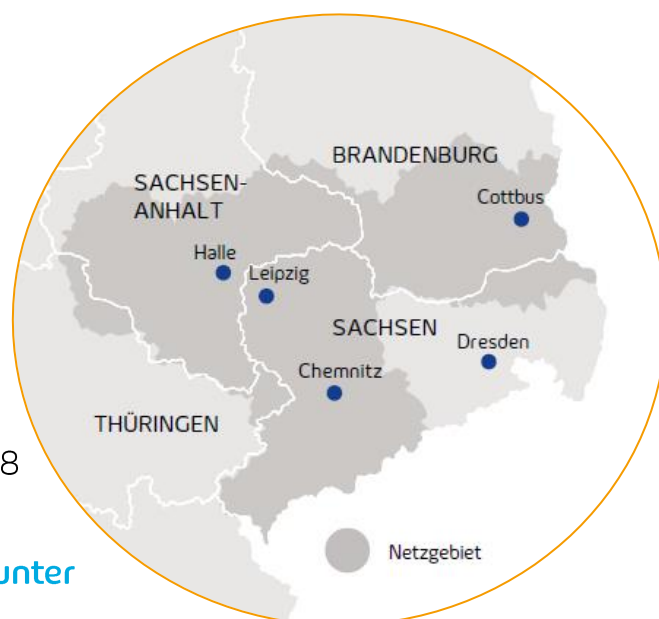 BRANDENBURG
SACHSEN-
ANHALT
Cottbus
Halle
Leipzig
SACHSEN
Dresden
Chemnitz
THÜRINGEN
8
Netzgebiet
unter